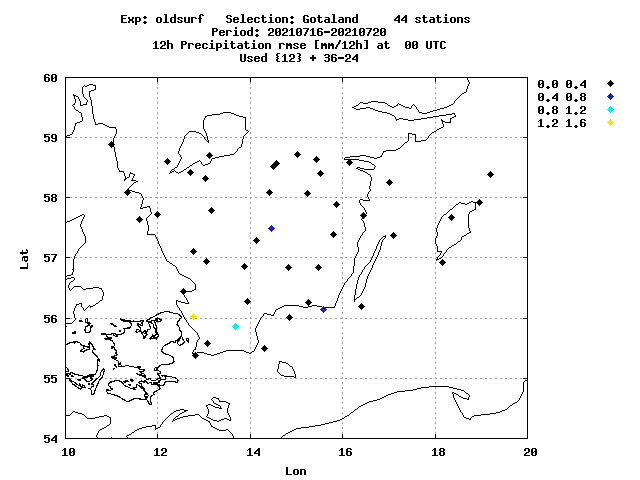 Exp: oldsurf   Selection: Gotaland     44 stations
Period: 20210716-20210720
12h Precipitation rmse [mm/12h] at  00 UTC
Used {12} + 36-24
0.0 0.4
0.4 0.8
0.8 1.2
1.2 1.6
60
59
58
57
56
55
54
Lat
10 12 14 16 18 20
Lon